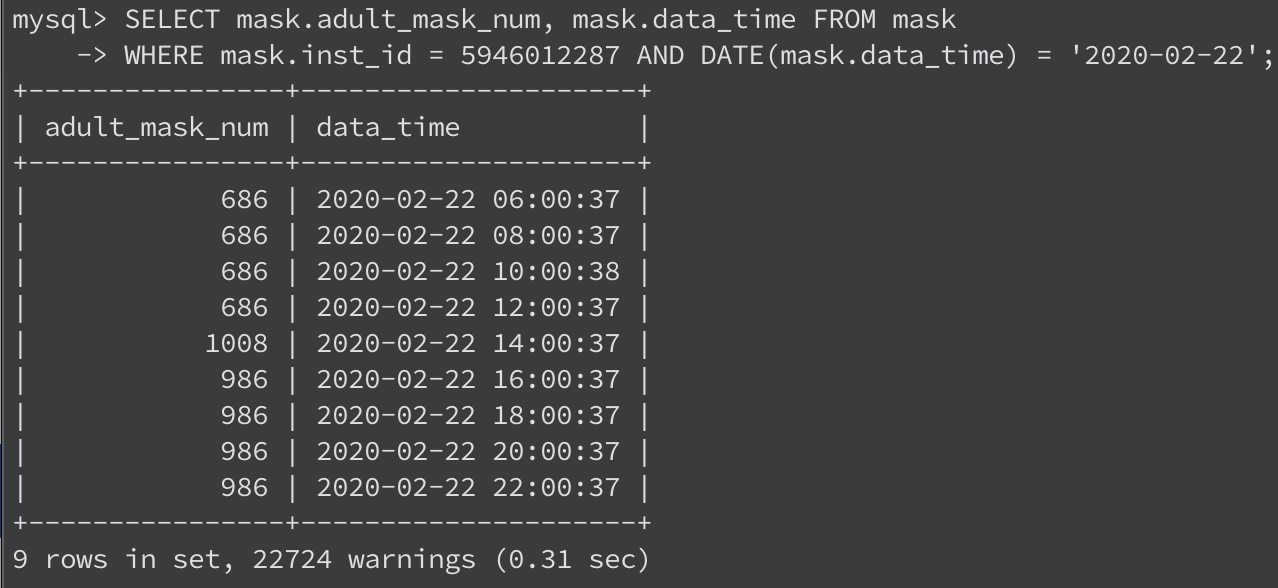 mysql> SELECT mask.adult_mask_num, mask.data_time FROM mask
    -> WHERE mask.inst_id = 5946012287 AND DATE(mask.data_time) = '2020-02-22';
+----------------+---------------------+
| adult_mask_num | data_time           |
+----------------+---------------------+
|            686 | 2020-02-22 06:00:37 |
|            686 | 2020-02-22 08:00:37 |
|            686 | 2020-02-22 10:00:38 |
|            686 | 2020-02-22 12:00:37 |
|           1008 | 2020-02-22 14:00:37 |
|            986 | 2020-02-22 16:00:37 |
|            986 | 2020-02-22 18:00:37 |
|            986 | 2020-02-22 20:00:37 |
|            986 | 2020-02-22 22:00:37 |
+----------------+---------------------+
9 rows in set, 22724 warnings (0.31 sec)